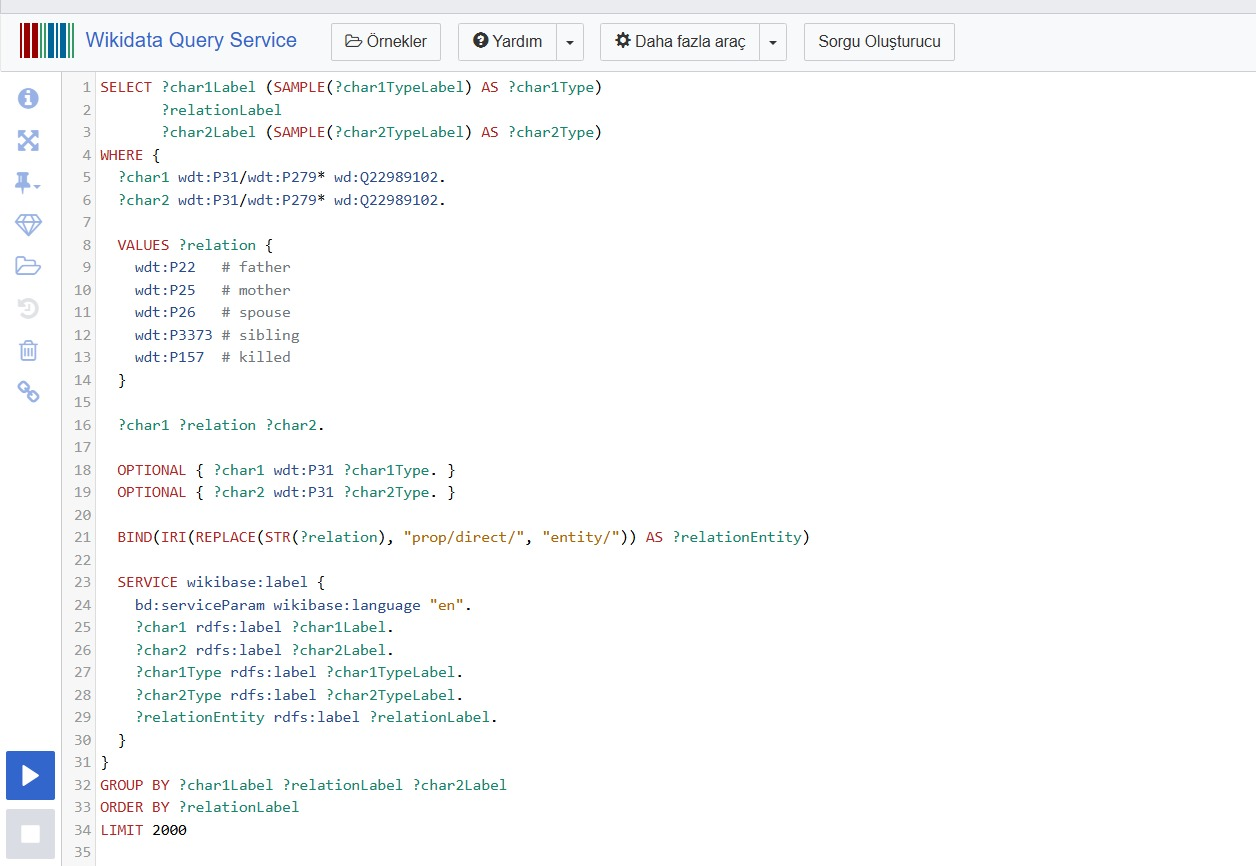 Wikidata Query Service
Örnekler
Yardım
Daha fazla araç
Sorgu Oluşturucu
1 SELECT ?char1Label (SAMPLE(?char1TypeLabel) AS ?char1Type)
2        ?relationLabel
3        ?char2Label (SAMPLE(?char2TypeLabel) AS ?char2Type)
4 WHERE {
5   ?char1 wdt:P31/wdt:P279* wd:Q22989102.
6   ?char2 wdt:P31/wdt:P279* wd:Q22989102.
7
8   VALUES ?relation {
9     wdt:P22   # father
10     wdt:P25   # mother
11     wdt:P26   # spouse
12     wdt:P3373 # sibling
13     wdt:P157  # killed
14   }
15
16   ?char1 ?relation ?char2.
17
18   OPTIONAL { ?char1 wdt:P31 ?char1Type. }
19   OPTIONAL { ?char2 wdt:P31 ?char2Type. }
20
21   BIND(IRI(REPLACE(STR(?relation), "prop/direct/", "entity/")) AS ?relationEntity)
22
23   SERVICE wikibase:label {
24     bd:serviceParam wikibase:language "en".
25     ?char1 rdfs:label ?char1Label.
26     ?char2 rdfs:label ?char2Label.
27     ?char1Type rdfs:label ?char1TypeLabel.
28     ?char2Type rdfs:label ?char2TypeLabel.
29     ?relationEntity rdfs:label ?relationLabel.
30   }
31 }
32 GROUP BY ?char1Label ?relationLabel ?char2Label
33 ORDER BY ?relationLabel
34 LIMIT 2000
35